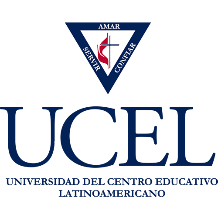 AMAR
SERVIR
CONFIAR
UCEL
UNIVERSIDAD DEL CENTRO EDUCATIVO
LATINOAMERICANO